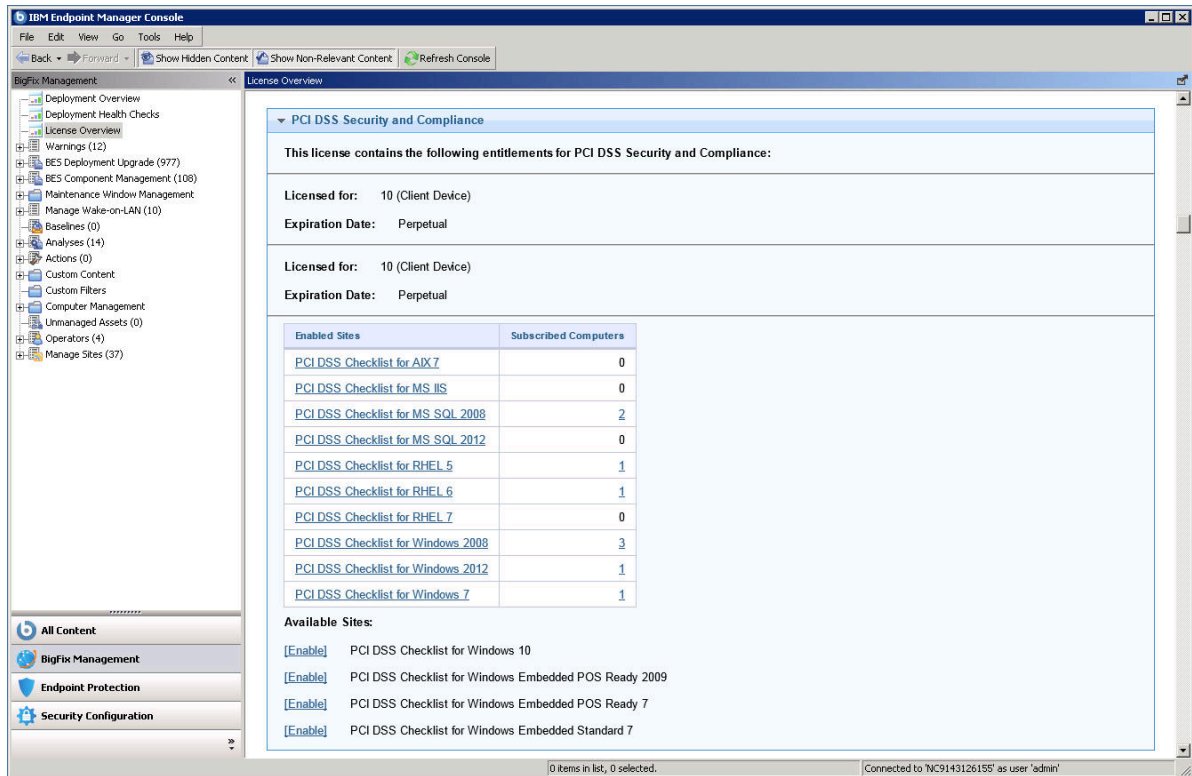 IBM Endpoint Manager Console
File Edit View Go Tools Help
Back Forward Show Hidden Content Show Non-Relevant Content Refresh Console
BigFix Management «
License Overview
Deployment Overview
Deployment Health Checks
License Overview
Warnings (12)
BES Deployment Upgrade (977)
BES Component Management (108)
Maintenance Window Management
Manage Wake-on-LAN (10)
Baselines (0)
Analyses (14)
Actions (0)
Custom Content
Custom Filters
Computer Management
Unmanaged Assets (0)
Operators (4)
Manage Sites (37)
All Content
BigFix Management
Endpoint Protection
Security Configuration
»
PCI DSS Security and Compliance
This license contains the following entitlements for PCI DSS Security and Compliance:
Licensed for: 10 (Client Device)
Expiration Date: Perpetual
Licensed for: 10 (Client Device)
Expiration Date: Perpetual
Enabled Sites Subscribed Computers
PCI DSS Checklist for AIX 7 0
PCI DSS Checklist for MS IIS 0
PCI DSS Checklist for MS SQL 2008 2
PCI DSS Checklist for MS SQL 2012 0
PCI DSS Checklist for RHEL 5 1
PCI DSS Checklist for RHEL 6 1
PCI DSS Checklist for RHEL 7 0
PCI DSS Checklist for Windows 2008 3
PCI DSS Checklist for Windows 2012 1
PCI DSS Checklist for Windows 7 1
Available Sites:
[Enable] PCI DSS Checklist for Windows 10
[Enable] PCI DSS Checklist for Windows Embedded POS Ready 2009
[Enable] PCI DSS Checklist for Windows Embedded POS Ready 7
[Enable] PCI DSS Checklist for Windows Embedded Standard 7
0 items in list, 0 selected.
Connected to 'NC9143126155' as user 'admin'